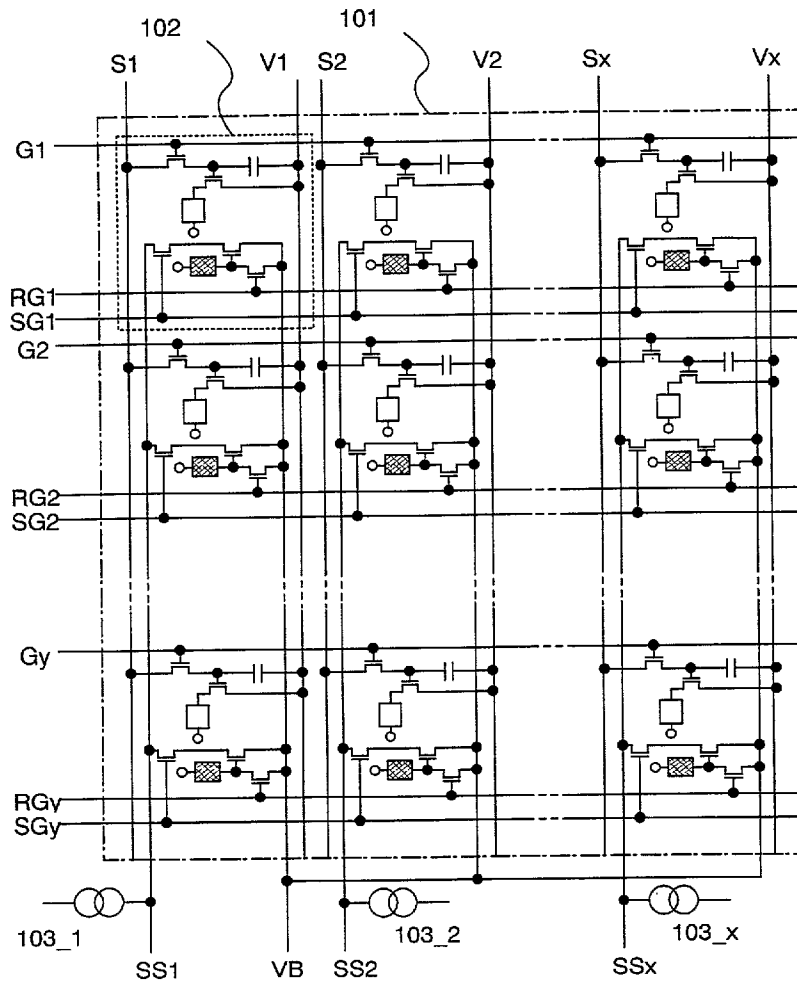 102 101
S1 V1 S2 V2 Sx Vx
G1
RG1
SG1
G2
RG2
SG2
Gy
RGy
SGy
103_1 103_2 103_x
SS1 VB SS2 SSx